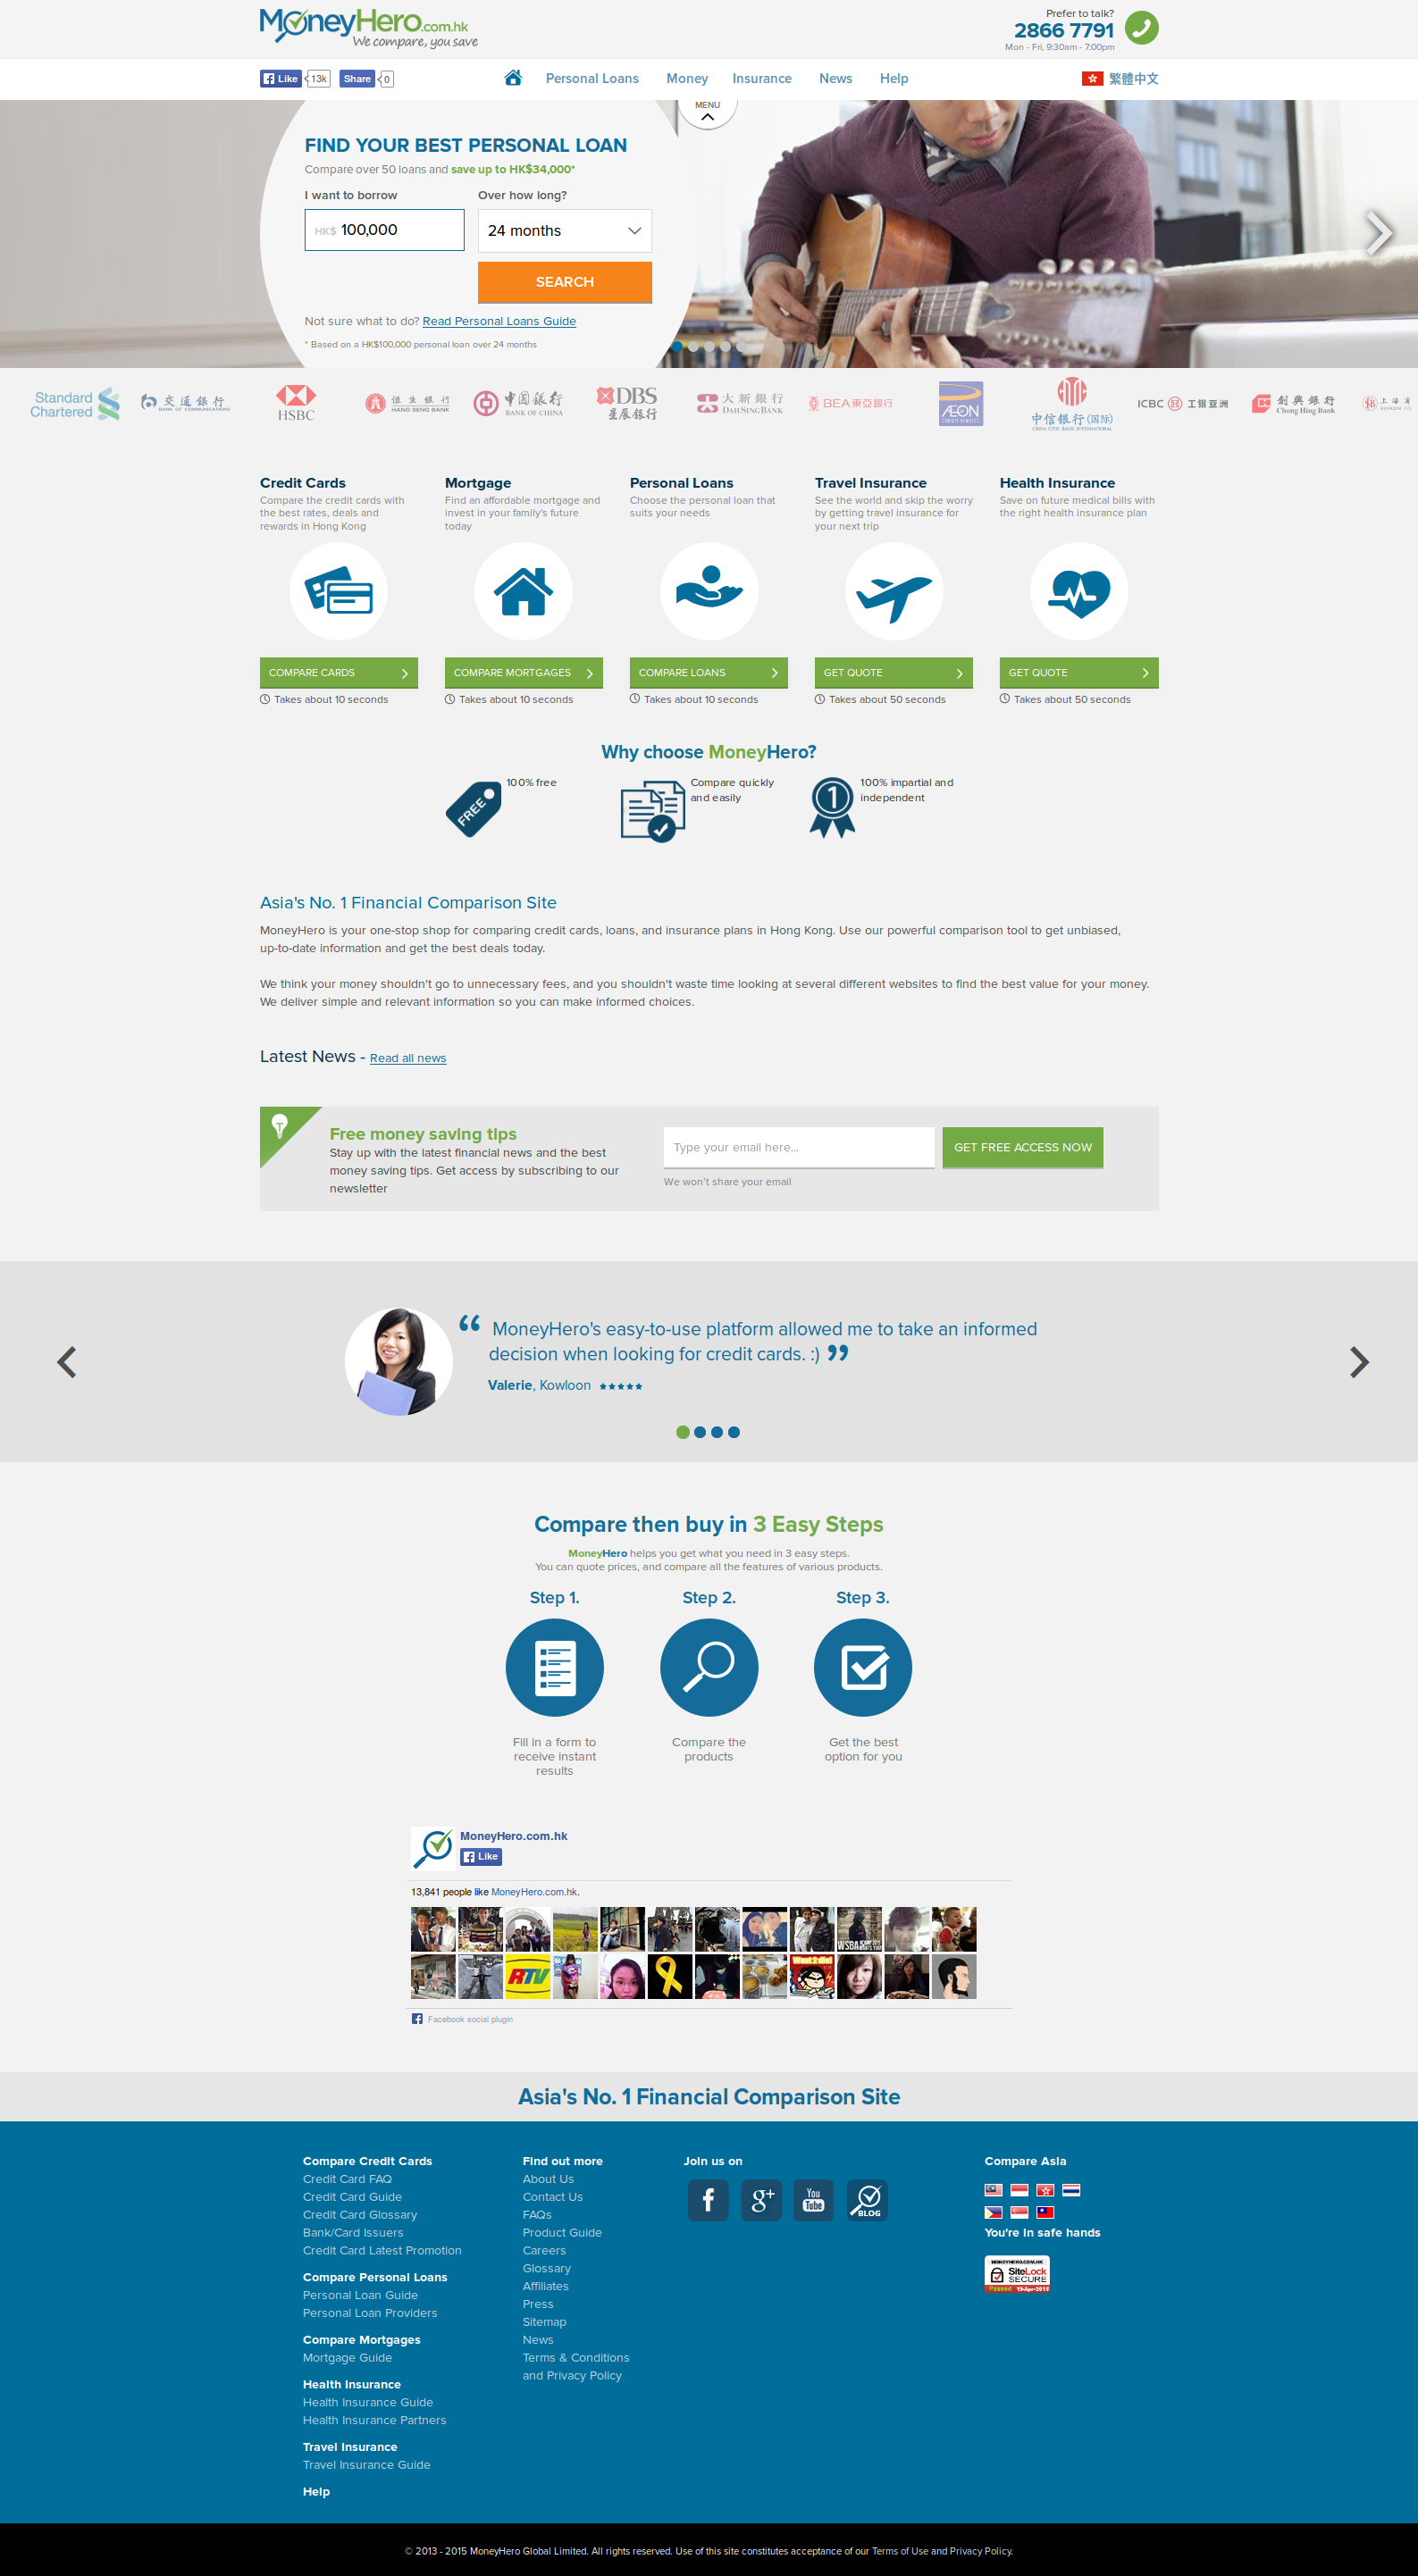 MoneyHero.com.hk
We compare, you save
Prefer to talk?
2866 7791
Mon - Fri, 9:30am - 7:00pm
Like 13k Share 0
Personal Loans Money Insurance News Help
繁體中文
MENU
FIND YOUR BEST PERSONAL LOAN
Compare over 50 loans and save up to HK$34,000*
I want to borrow Over how long?
HK$ 100,000 24 months
SEARCH
Not sure what to do? Read Personal Loans Guide
* Based on a HK$100,000 personal loan over 24 months
Standard Chartered
交通銀行
BANK OF COMMUNICATIONS
HSBC
恒生銀行
HANG SENG BANK
中国銀行
BANK OF CHINA
DBS
星展銀行
大新銀行
DAH SING BANK
BEA東亞銀行
ÆON
CREDIT SERVICE
中信銀行(国际)
CHINA CITIC BANK INTERNATIONAL
ICBC 工銀亞洲
創興銀行
Chong Hing Bank
上海商
Credit Cards
Compare the credit cards with
the best rates, deals and
rewards in Hong Kong
COMPARE CARDS
Takes about 10 seconds
Mortgage
Find an affordable mortgage and
invest in your family's future
today
COMPARE MORTGAGES
Takes about 10 seconds
Personal Loans
Choose the personal loan that
suits your needs
COMPARE LOANS
Takes about 10 seconds
Travel Insurance
See the world and skip the worry
by getting travel insurance for
your next trip
GET QUOTE
Takes about 50 seconds
Health Insurance
Save on future medical bills with
the right health insurance plan
GET QUOTE
Takes about 50 seconds
Why choose MoneyHero?
FREE
100% free
Compare quickly
and easily
1
100% impartial and
independent
Asia's No. 1 Financial Comparison Site
MoneyHero is your one-stop shop for comparing credit cards, loans, and insurance plans in Hong Kong. Use our powerful comparison tool to get unbiased,
up-to-date information and get the best deals today.
We think your money shouldn't go to unnecessary fees, and you shouldn't waste time looking at several different websites to find the best value for your money.
We deliver simple and relevant information so you can make informed choices.
Latest News - Read all news
Free money saving tips
Stay up with the latest financial news and the best
money saving tips. Get access by subscribing to our
newsletter
Type your email here...
GET FREE ACCESS NOW
We won't share your email
“ MoneyHero's easy-to-use platform allowed me to take an informed
decision when looking for credit cards. :) ”
Valerie, Kowloon ★★★★★
Compare then buy in 3 Easy Steps
MoneyHero helps you get what you need in 3 easy steps.
You can quote prices, and compare all the features of various products.
Step 1. Step 2. Step 3.
Fill in a form to
receive instant
results
Compare the
products
Get the best
option for you
MoneyHero.com.hk
Like
13,841 people like MoneyHero.com.hk.
WSBA
RTV
Want 2 die!
Facebook social plugin
Asia's No. 1 Financial Comparison Site
Compare Credit Cards
Credit Card FAQ
Credit Card Guide
Credit Card Glossary
Bank/Card Issuers
Credit Card Latest Promotion
Compare Personal Loans
Personal Loan Guide
Personal Loan Providers
Compare Mortgages
Mortgage Guide
Health Insurance
Health Insurance Guide
Health Insurance Partners
Travel Insurance
Travel Insurance Guide
Help
Find out more
About Us
Contact Us
FAQs
Product Guide
Careers
Glossary
Affiliates
Press
Sitemap
News
Terms & Conditions
and Privacy Policy
Join us on
f g+ You Tube BLOG
Compare Asia
You're in safe hands
MONEYHERO.COM.HK
SiteLock
SECURE
Passed 13-Apr-2015
© 2013 - 2015 MoneyHero Global Limited. All rights reserved. Use of this site constitutes acceptance of our Terms of Use and Privacy Policy.